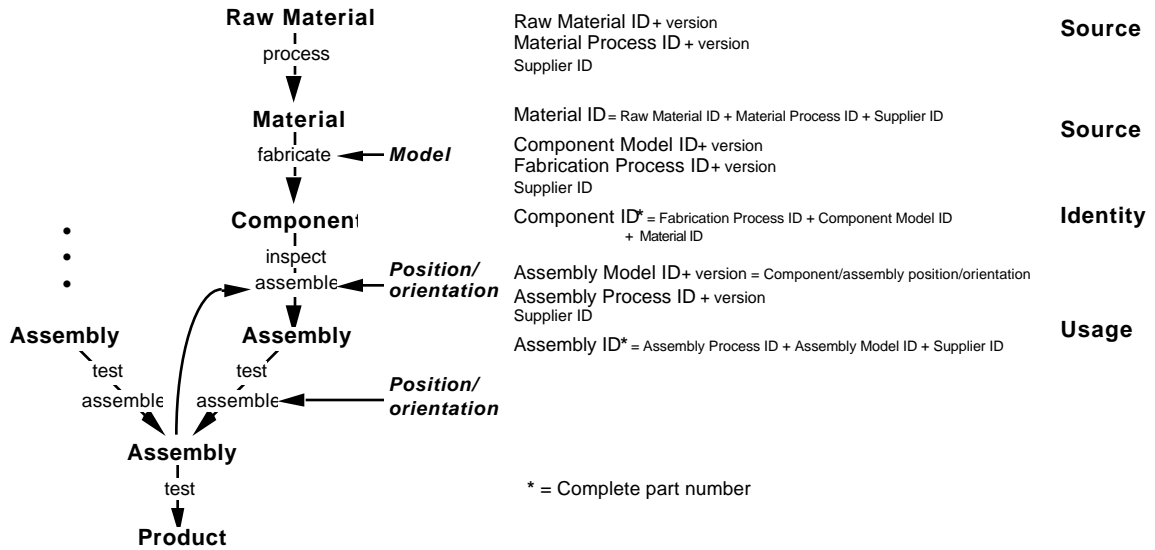 Raw Material
process
Material
fabricate
Model
Component
inspect
assemble
Position/
orientation
Assembly
Assembly
test
test
assemble
assemble
Position/
orientation
Assembly
test
Product
Raw Material ID + version
Material Process ID + version
Supplier ID
Source
Material ID = Raw Material ID + Material Process ID + Supplier ID
Component Model ID + version
Fabrication Process ID + version
Supplier ID
Source
Component ID* = Fabrication Process ID + Component Model ID
+ Material ID
Identity
Assembly Model ID + version = Component/assembly position/orientation
Assembly Process ID + version
Supplier ID
Assembly ID* = Assembly Process ID + Assembly Model ID + Supplier ID
Usage
* = Complete part number